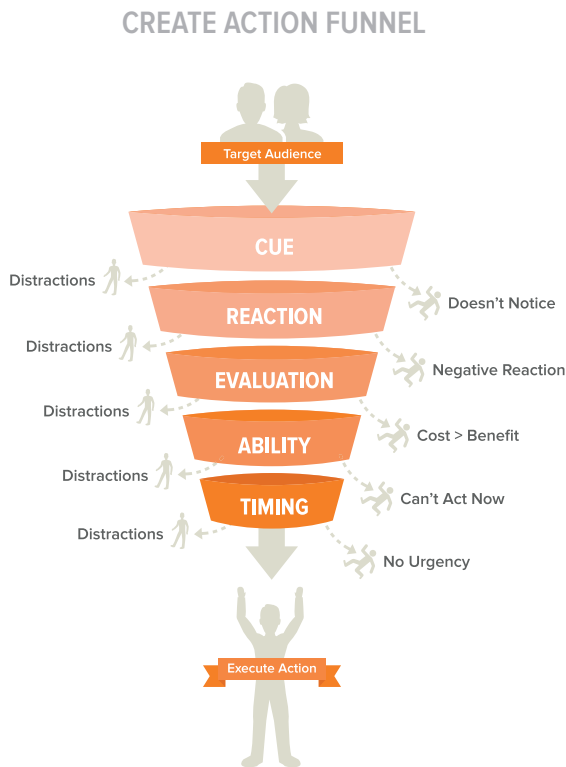 CREATE ACTION FUNNEL
Target Audience
CUE
Distractions
Doesn't Notice
REACTION
Distractions
Negative Reaction
EVALUATION
Distractions
Cost > Benefit
ABILITY
Distractions
Can't Act Now
TIMING
Distractions
No Urgency
Execute Action